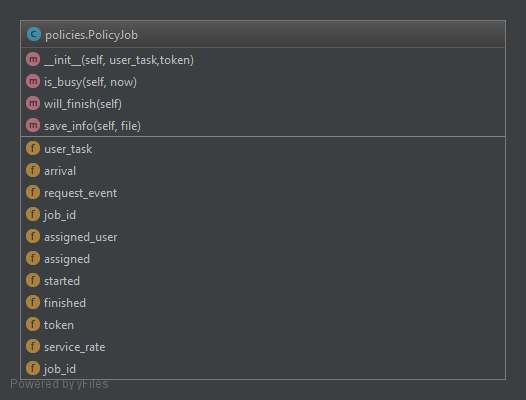 C policies.PolicyJob
m __init__(self, user_task,token)
m is_busy(self, now)
m will_finish(self)
m save_info(self, file)
f user_task
f arrival
f request_event
f job_id
f assigned_user
f assigned
f started
f finished
f token
f service_rate
f job_id
Powered by yFiles